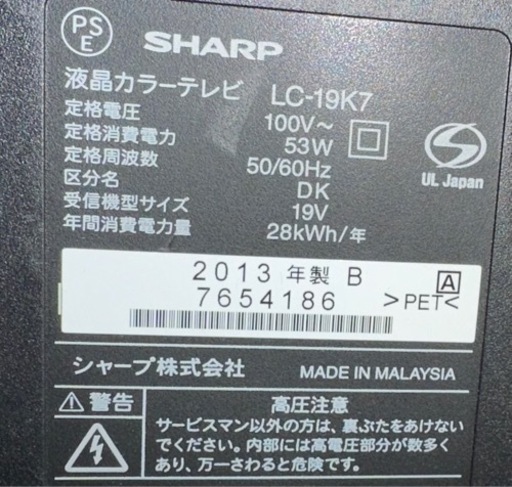 PS
E
SHARP
液晶カラーテレビ LC-19K7
定格電圧 100V～
定格消費電力 53W
定格周波数 50/60Hz
区分名 DK
受信機型サイズ 19V
年間消費電力量 28kWh/年
UL Japan
2013 年製 B
A
7654186 >PET<
シャープ株式会社 MADE IN MALAYSIA
⚠警告 高圧注意
サービスマン以外の方は、裏ぶたをあけない
でください。内部には高電圧部分が数多く
あり、万一さわると危険です。